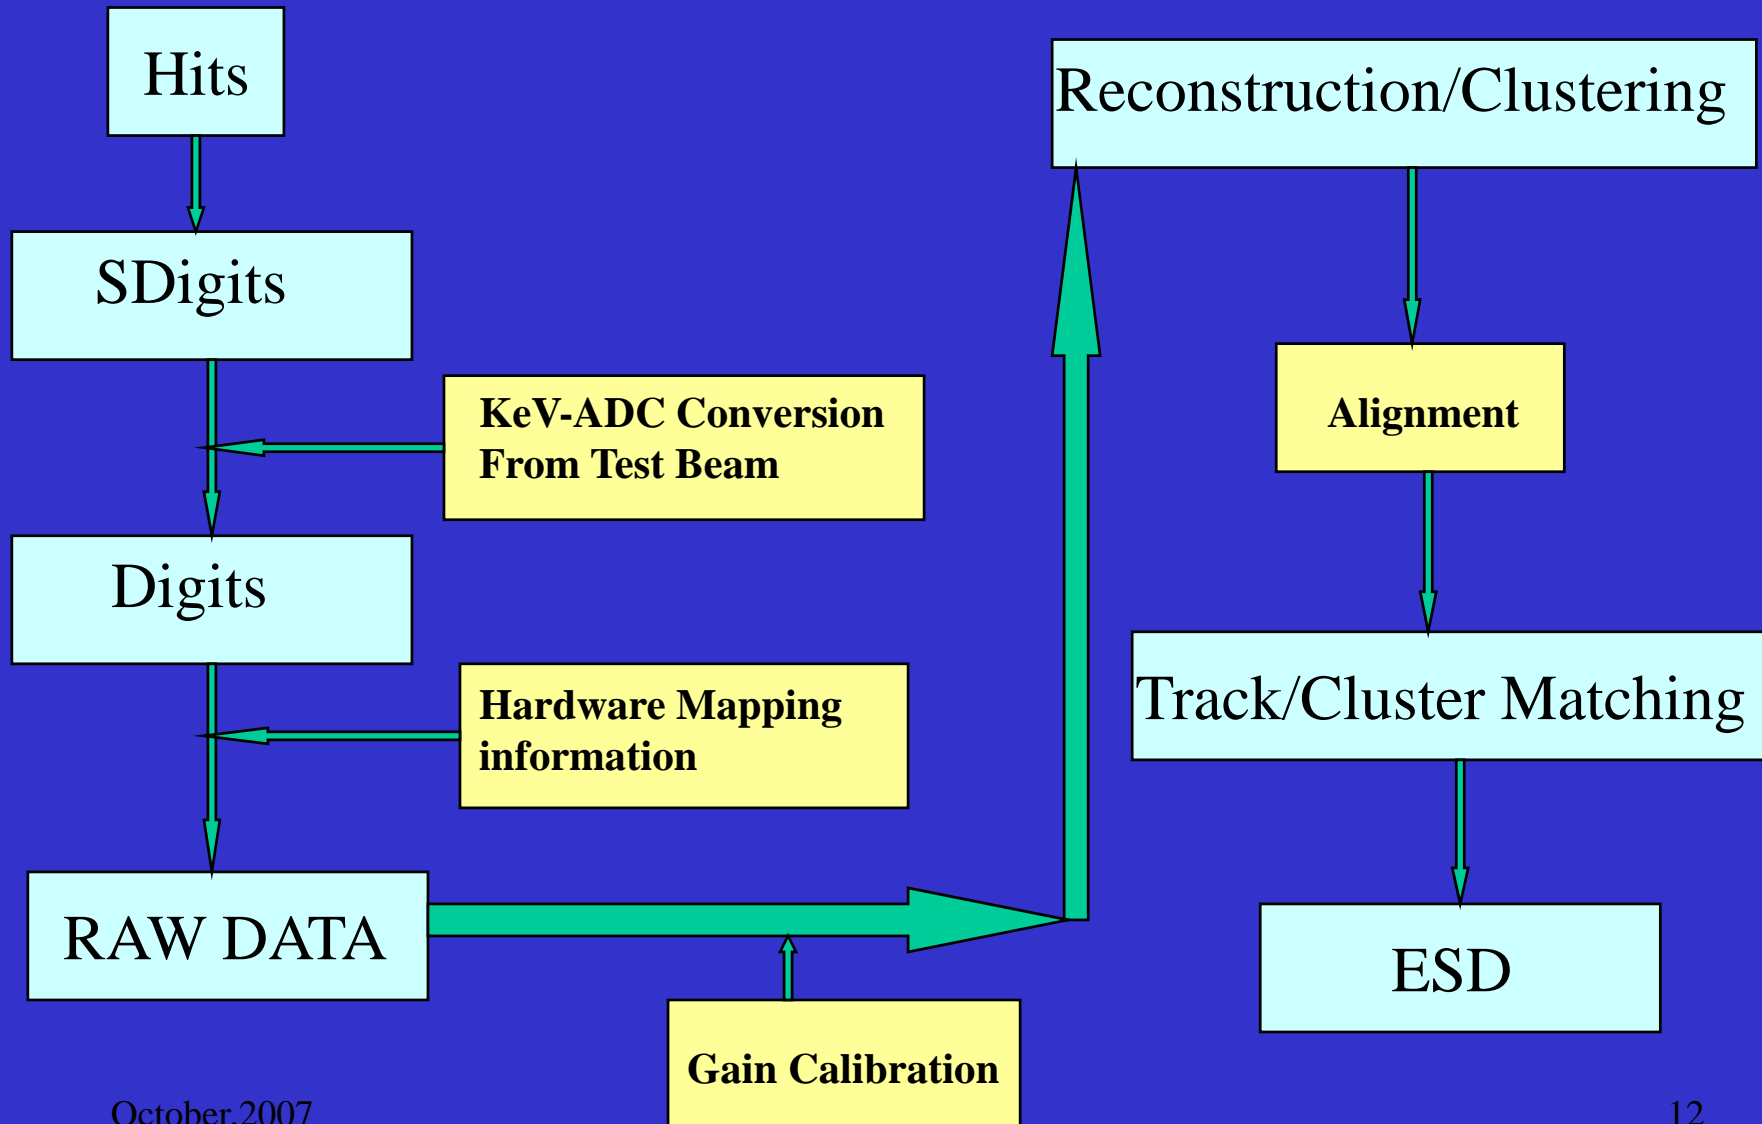 Hits
SDigits
KeV-ADC Conversion
From Test Beam
Digits
Hardware Mapping
information
RAW DATA
Gain Calibration
Reconstruction/Clustering
Alignment
Track/Cluster Matching
ESD
October,2007
12